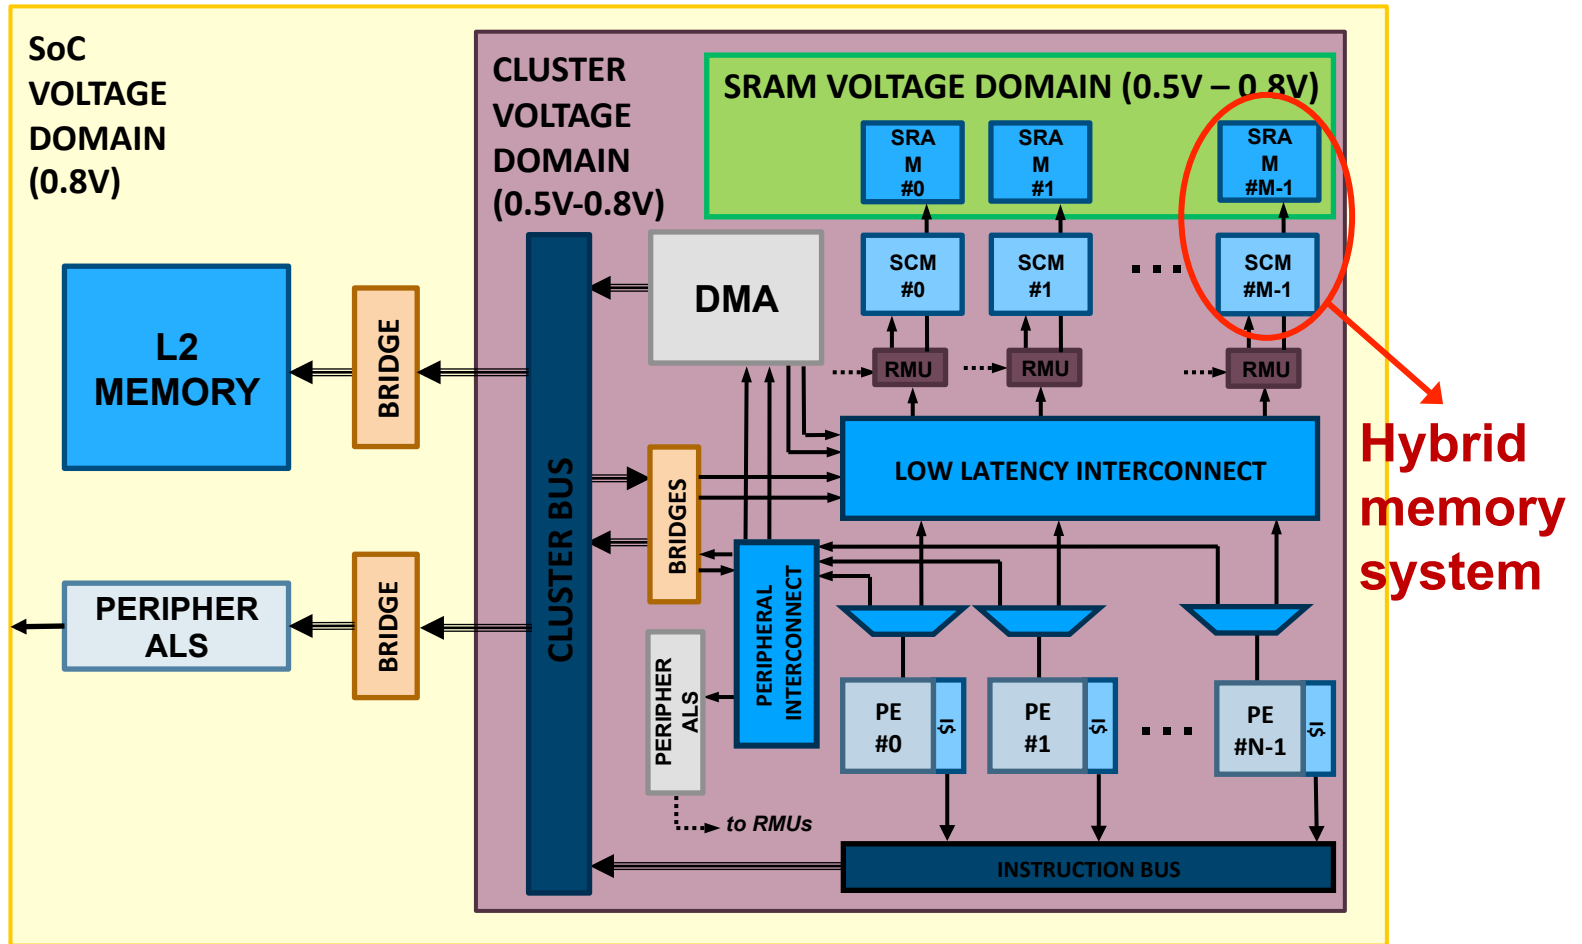 SoC
VOLTAGE
DOMAIN
(0.8V)
CLUSTER
VOLTAGE
DOMAIN
(0.5V-0.8V)
SRAM VOLTAGE DOMAIN (0.5V – 0.8V)
SRA
M
#0
SRA
M
#1
SRA
M
#M-1
SCM
#0
SCM
#1
...
SCM
#M-1
DMA
RMU
RMU
RMU
L2
MEMORY
BRIDGE
CLUSTER BUS
BRIDGES
LOW LATENCY INTERCONNECT
Hybrid
memory
system
PERIPHER
ALS
BRIDGE
PERIPHERAL
INTERCONNECT
PERIPHER
ALS
PE
#0
I$
PE
#1
I$
...
PE
#N-1
I$
to RMUs
INSTRUCTION BUS